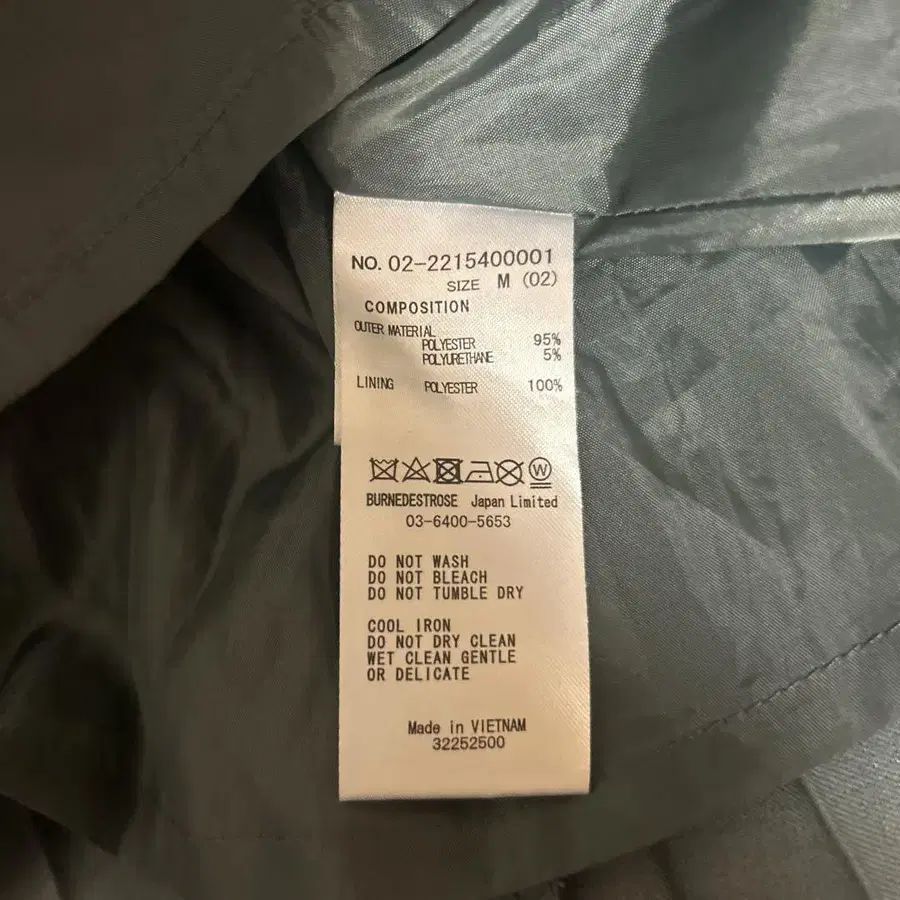 NO. 02-2215400001
SIZE M (02)
COMPOSITION
OUTER MATERIAL
POLYESTER 95%
POLYURETHANE 5%
LINING POLYESTER 100%
W
BURNEDESTROSE Japan Limited
03-6400-5653
DO NOT WASH
DO NOT BLEACH
DO NOT TUMBLE DRY
COOL IRON
DO NOT DRY CLEAN
WET CLEAN GENTLE
OR DELICATE
Made in VIETNAM
32252500